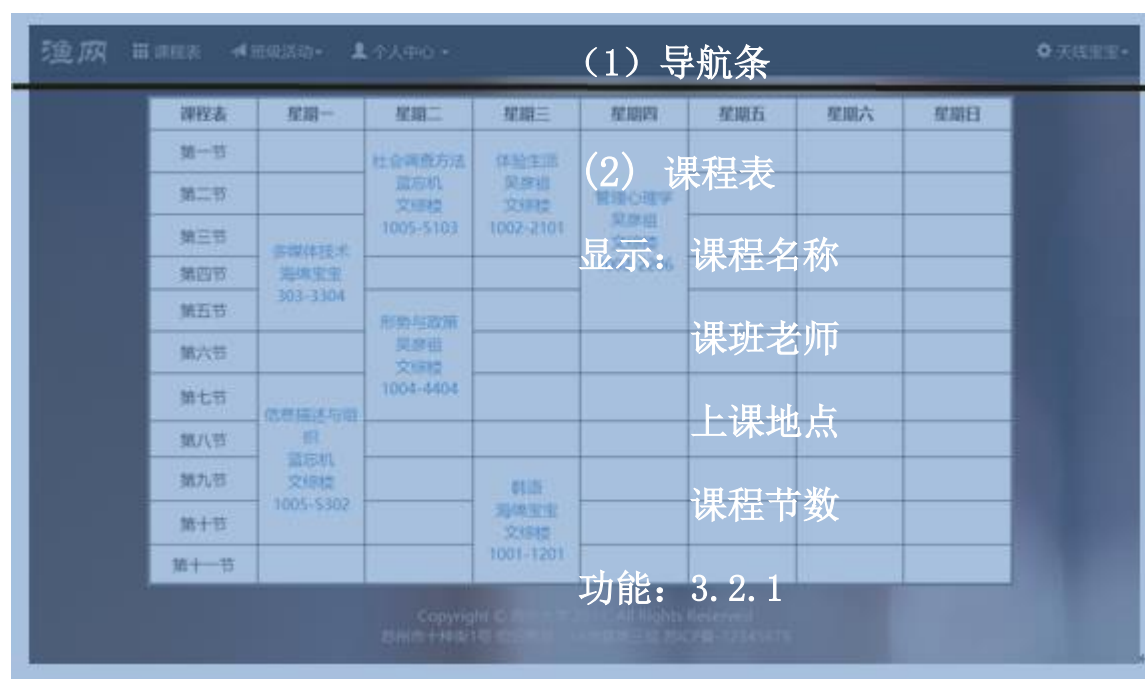 渔网 课程表 班级活动 个人中心 天线宝宝
（1）导航条
课程表 星期一 星期二 星期三 星期四 星期五 星期六 星期日
第一节
第二节
第三节
第四节
第五节
第六节
第七节
第八节
第九节
第十节
第十一节
多媒体技术
海绵宝宝
303-3304
信息描述与组
织
蓝忘机
文综楼
1005-5302
社会调查方法
蓝忘机
文综楼
1005-5103
形势与政策
吴彦祖
文综楼
1004-4404
体验生活
吴彦祖
文综楼
1002-2101
韩语
海绵宝宝
文综楼
1001-1201
管理心理学
吴彦祖
(2) 课程表
显示：课程名称
课班老师
上课地点
课程节数
功能：3.2.1
Copyright © All Rights Reserved